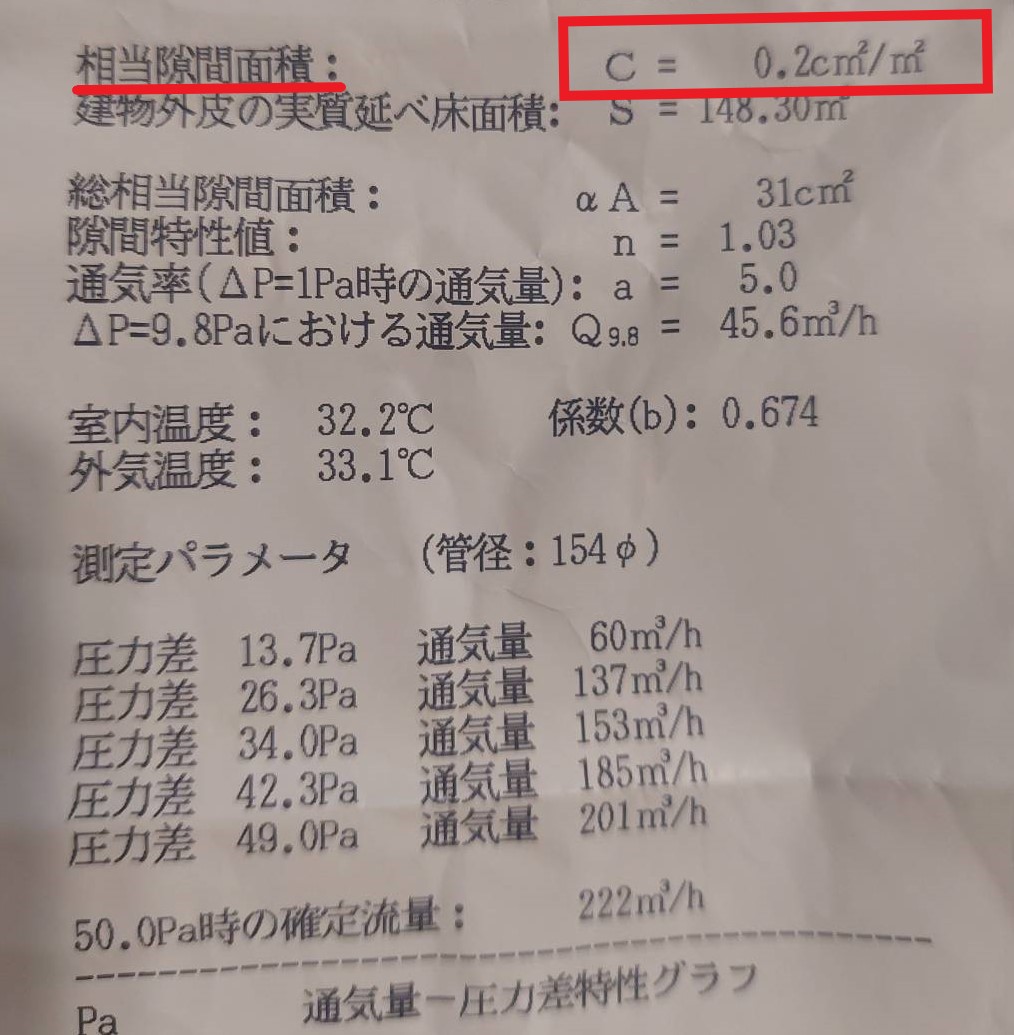 相当隙間面積： C = 0.2c㎡/㎡
建物外皮の実質延べ床面積: S = 148.30㎡
総相当隙間面積： αA = 31c㎡
隙間特性値： n = 1.03
通気率(ΔP=1Pa時の通気量): a = 5.0
ΔP=9.8Paにおける通気量: Q9.8 = 45.6㎥/h
室内温度： 32.2℃ 係数(b): 0.674
外気温度： 33.1℃
測定パラメータ (管径：154φ)
圧力差 13.7Pa 通気量 60㎥/h
圧力差 26.3Pa 通気量 137㎥/h
圧力差 34.0Pa 通気量 153㎥/h
圧力差 42.3Pa 通気量 185㎥/h
圧力差 49.0Pa 通気量 201㎥/h
50.0Pa時の確定流量： 222㎥/h
通気量－圧力差特性グラフ
Pa